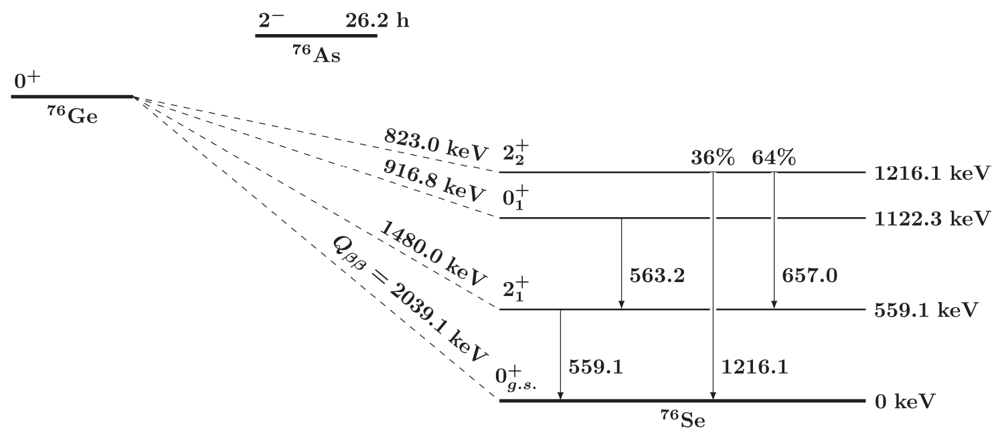 2⁻ 26.2 h
⁷⁶As
0⁺
⁷⁶Ge
823.0 keV
2₂⁺
36% 64%
1216.1 keV
916.8 keV
0₁⁺
1122.3 keV
1480.0 keV
563.2
657.0
2₁⁺
559.1 keV
Q_ββ = 2039.1 keV
0⁺_g.s.
559.1
1216.1
0 keV
⁷⁶Se